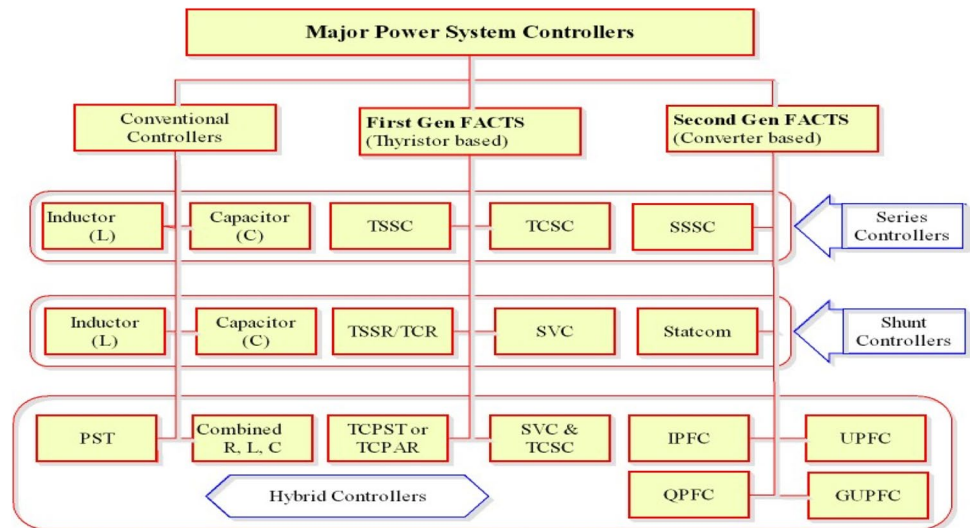 Major Power System Controllers
Conventional
Controllers
First Gen FACTS
(Thyristor based)
Second Gen FACTS
(Converter based)
Inductor
(L)
Capacitor
(C)
TSSC
TCSC
SSSC
Series
Controllers
Inductor
(L)
Capacitor
(C)
TSSR/TCR
SVC
Statcom
Shunt
Controllers
PST
Combined
R, L, C
TCPST or
TCPAR
SVC &
TCSC
IPFC
UPFC
Hybrid Controllers
QPFC
GUPFC